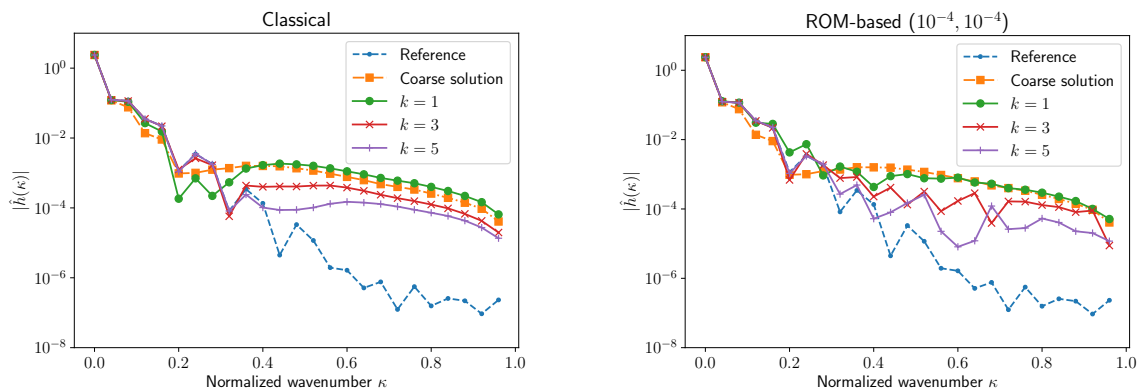 Classical
10^0
10^{-2}
10^{-4}
10^{-6}
10^{-8}
|ĥ(κ)|
0.0 0.2 0.4 0.6 0.8 1.0
Normalized wavenumber κ
Reference
Coarse solution
k = 1
k = 3
k = 5
ROM-based (10^{-4}, 10^{-4})
10^0
10^{-2}
10^{-4}
10^{-6}
10^{-8}
|ĥ(κ)|
0.0 0.2 0.4 0.6 0.8 1.0
Normalized wavenumber κ
Reference
Coarse solution
k = 1
k = 3
k = 5